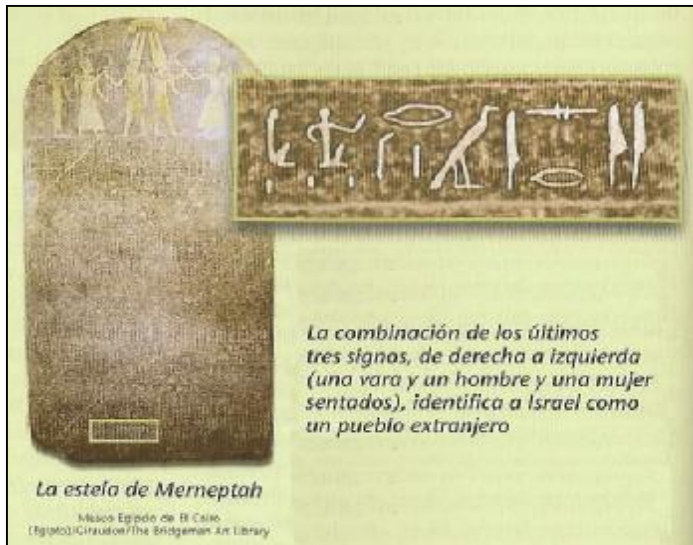 La combinación de los últimos
tres signos, de derecha a izquierda
(una vara y un hombre y una mujer
sentados), identifica a Israel como
un pueblo extranjero
La estela de Merneptah
Museo Egipcio de El Cairo
(Egipto)/Giraudon/The Bridgeman Art Library